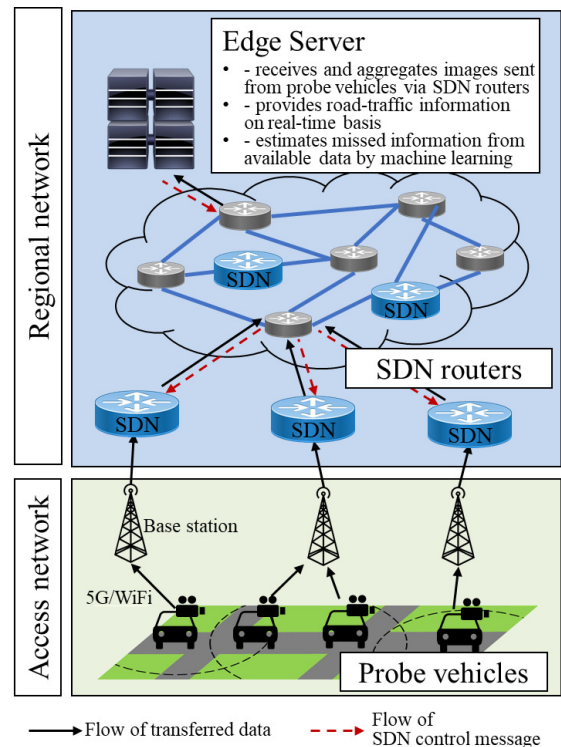 Regional network
Edge Server
• - receives and aggregates images sent
from probe vehicles via SDN routers
• - provides road-traffic information
on real-time basis
• - estimates missed information from
available data by machine learning
SDN
SDN
SDN routers
SDN
SDN
SDN
Access network
Base station
5G/WiFi
Probe vehicles
Flow of transferred data
Flow of
SDN control message